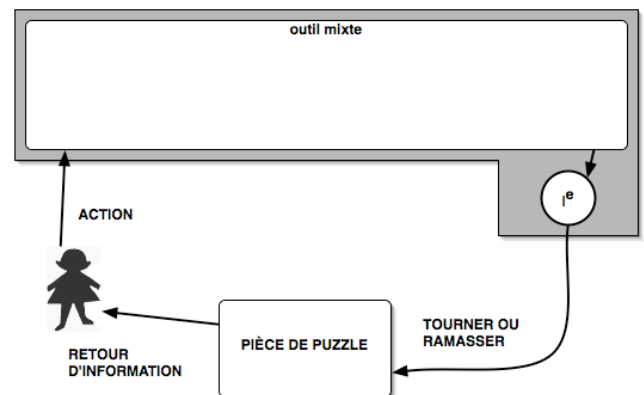 outil mixte
Iᵉ
ACTION
TOURNER OU
RAMASSER
PIÈCE DE PUZZLE
RETOUR
D'INFORMATION